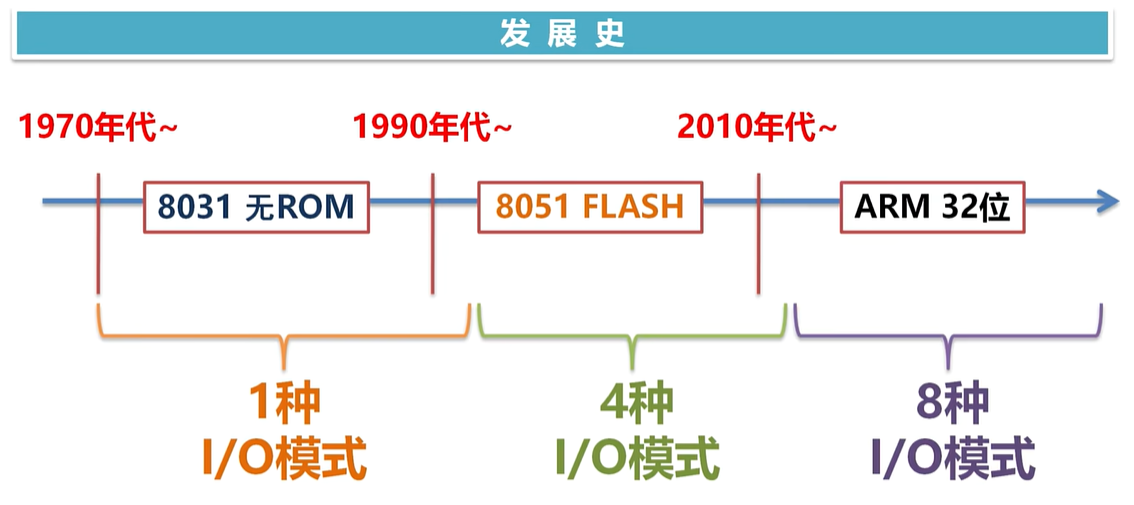 发 展 史
1970年代~
1990年代~
2010年代~
8031 无ROM
8051 FLASH
ARM 32位
1种
I/O模式
4种
I/O模式
8种
I/O模式